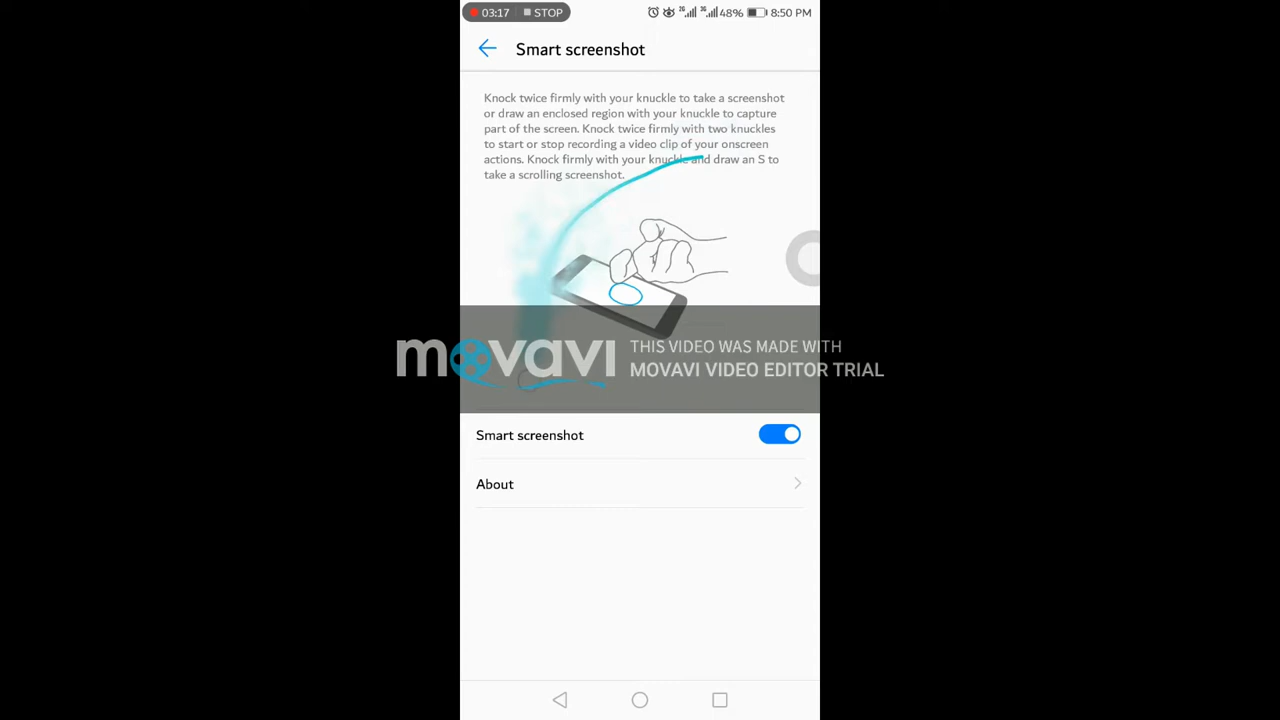 03:17 STOP 2G 3G 48% 8:50 PM
Smart screenshot
Knock twice firmly with your knuckle to take a screenshot
or draw an enclosed region with your knuckle to capture
part of the screen. Knock twice firmly with two knuckles
to start or stop recording a video clip of your onscreen
actions. Knock firmly with your knuckle and draw an S to
take a scrolling screenshot.
movavi
THIS VIDEO WAS MADE WITH
MOVAVI VIDEO EDITOR TRIAL
Smart screenshot
About